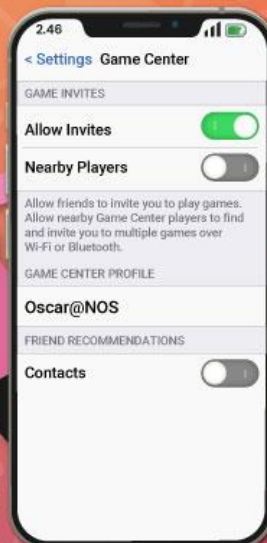 2.46
< Settings Game Center
GAME INVITES
Allow Invites
Nearby Players
Allow friends to invite you to play games.
Allow nearby Game Center players to find
and invite you to multiple games over
Wi-Fi or Bluetooth.
GAME CENTER PROFILE
Oscar@NOS
FRIEND RECOMMENDATIONS
Contacts